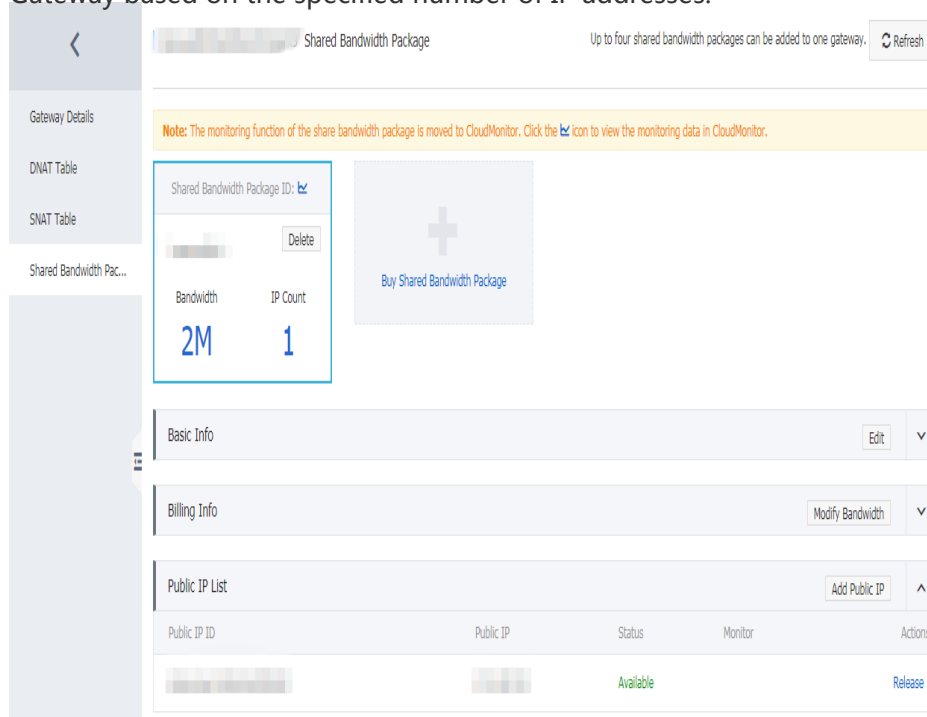 Gateway based on the specified number of IP addresses.
Shared Bandwidth Package
Up to four shared bandwidth packages can be added to one gateway.
Refresh
Gateway Details
DNAT Table
SNAT Table
Shared Bandwidth Pac...
Note: The monitoring function of the share bandwidth package is moved to CloudMonitor. Click the icon to view the monitoring data in CloudMonitor.
Shared Bandwidth Package ID:
Delete
Bandwidth
IP Count
2M
1
Buy Shared Bandwidth Package
Basic Info
Edit
Billing Info
Modify Bandwidth
Public IP List
Add Public IP
Public IP ID
Public IP
Status
Monitor
Actions
Available
Release